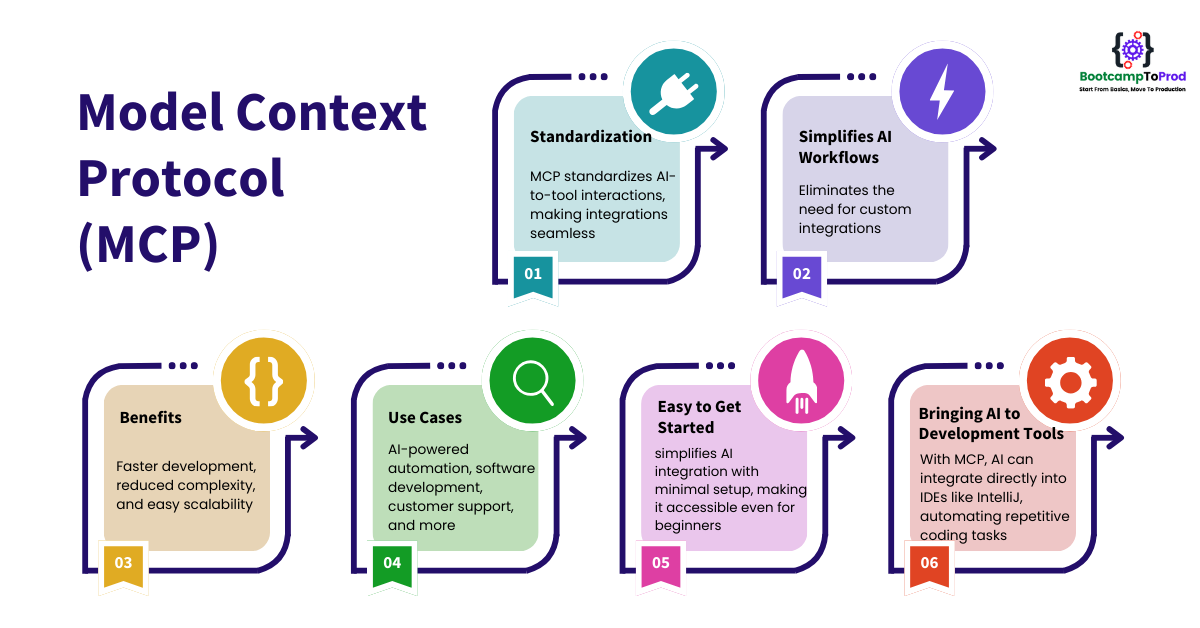 Model Context
Protocol
(MCP)
{ }
BootcampToProd
Start From Basics, Move To Production
Standardization
MCP standardizes AI-
to-tool interactions,
making integrations
seamless
01
Simplifies AI
Workflows
Eliminates the
need for custom
integrations
02
{ }
Benefits
Faster development,
reduced complexity,
and easy scalability
03
Use Cases
AI-powered
automation, software
development,
customer support,
and more
04
Easy to Get
Started
simplifies AI
integration with
minimal setup, making
it accessible even for
beginners
05
Bringing AI to
Development Tools
With MCP, AI can
integrate directly into
IDEs like IntelliJ,
automating repetitive
coding tasks
06